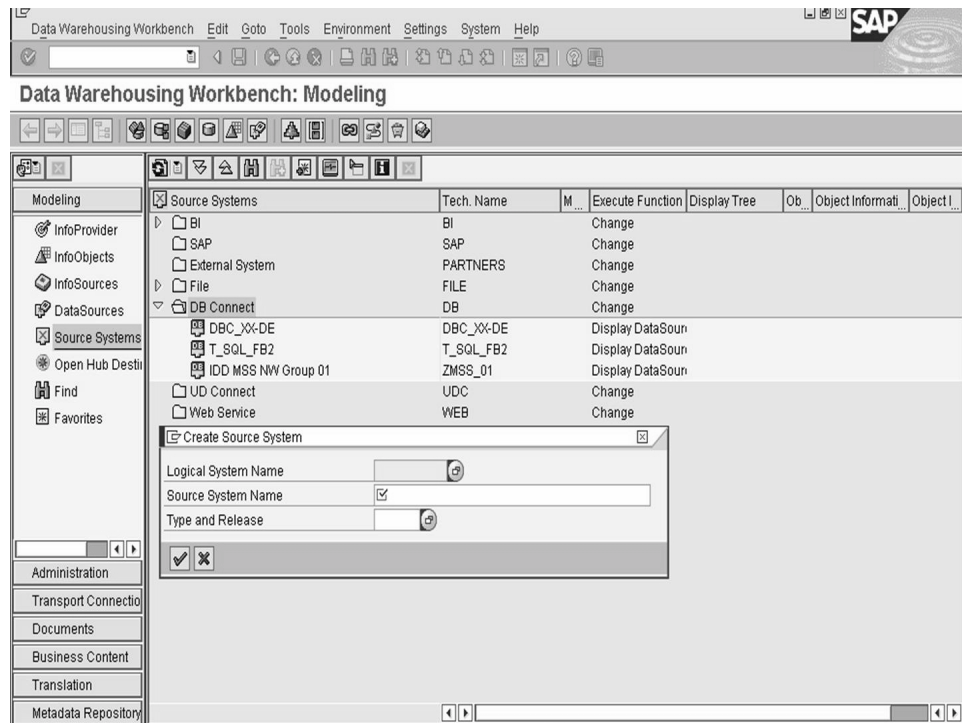 Data Warehousing Workbench Edit Goto Tools Environment Settings System Help
SAP
Data Warehousing Workbench: Modeling
Modeling
InfoProvider
InfoObjects
InfoSources
DataSources
Source Systems
Open Hub Desti
Find
Favorites
Administration
Transport Connectio
Documents
Business Content
Translation
Metadata Repository
Source Systems Tech. Name M... Execute Function Display Tree Ob... Object Informati... Object I...
BI BI Change
SAP SAP Change
External System PARTNERS Change
File FILE Change
DB Connect DB Change
DBC_XX-DE DBC_XX-DE Display DataSour
T_SQL_FB2 T_SQL_FB2 Display DataSour
IDD MSS NW Group 01 ZMSS_01 Display DataSour
UD Connect UDC Change
Web Service WEB Change
Create Source System
Logical System Name
Source System Name
Type and Release